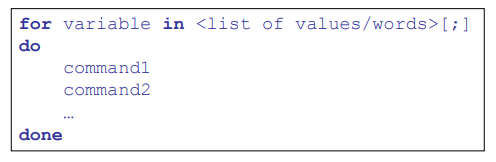 for variable in <list of values/words>[;]
do
command1
command2
…
done